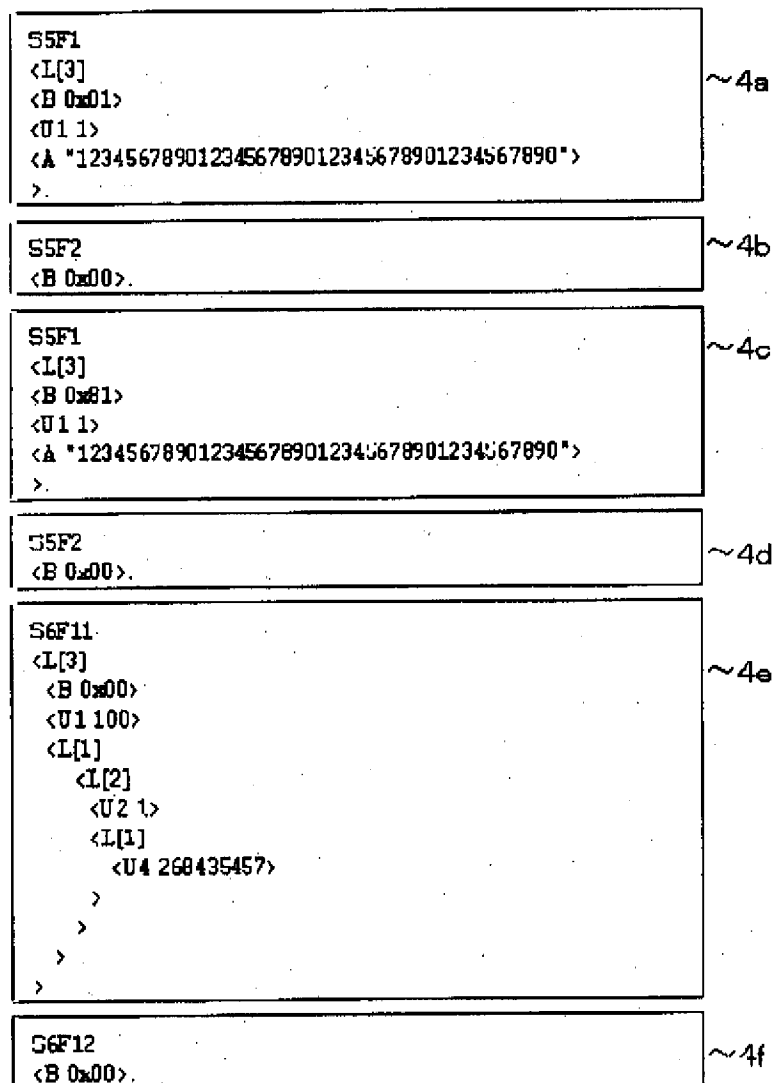 S5F1
<L[3]
<B 0x01>
<U1 1>
<A "1234567890123456789012345678901234567890">
>.
~4a
S5F2
<B 0x00>.
~4b
S5F1
<L[3]
<B 0x81>
<U1 1>
<A "1234567890123456789012345678901234567890">
>.
~4c
S5F2
<B 0x00>.
~4d
S6F11
<L[3]
<B 0x00>
<U1 100>
<L[1]
<L[2]
<U2 1>
<L[1]
<U4 268435457>
>
>
>
>
~4e
S6F12
<B 0x00>.
~4f